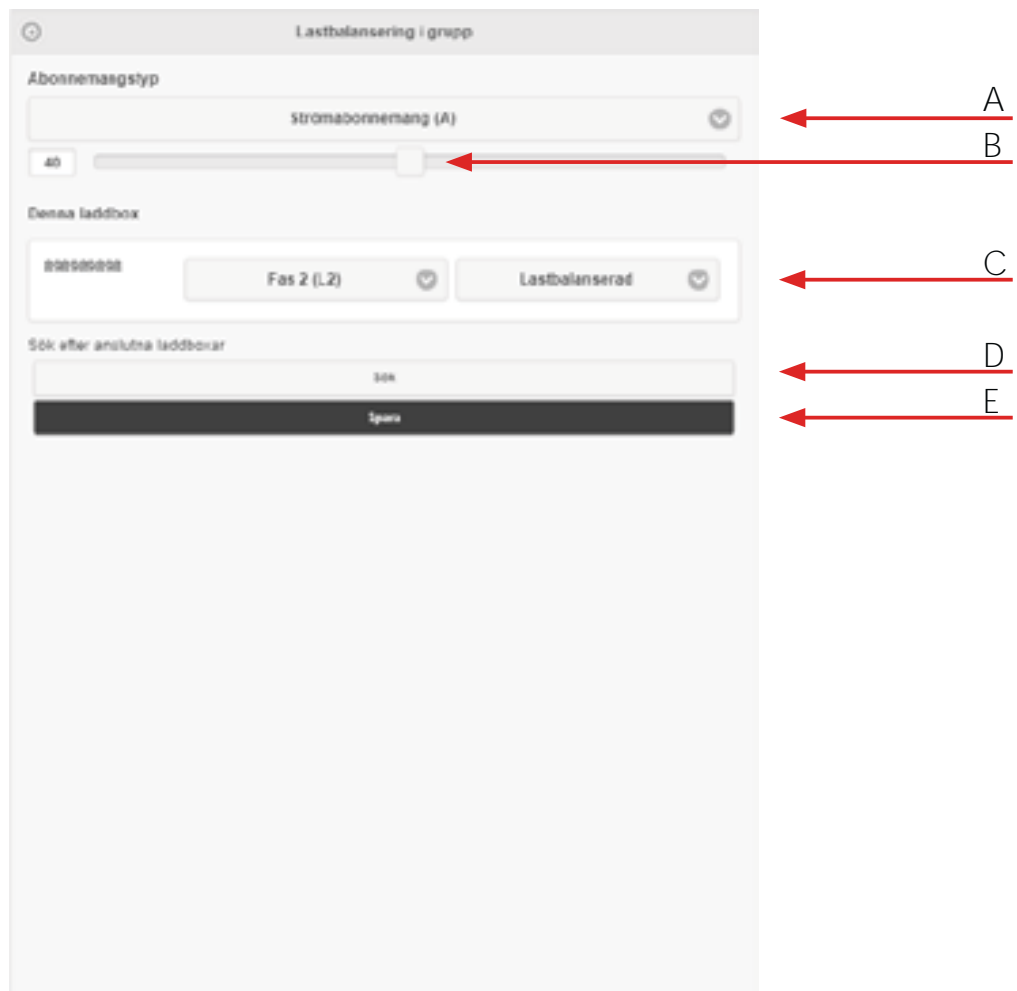 Lastbalansering i grupp
Abonnemangstyp
Strömabonnemang (A)
A
40
B
Denna laddbox
Fas 2 (L2)
Lastbalanserad
C
Sök efter anslutna laddboxar
D
Sök
E
Spara